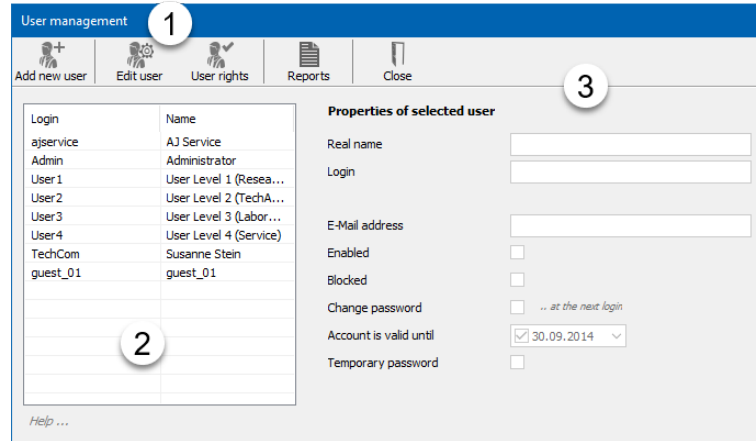 User management
1
Add new user Edit user User rights Reports Close
3
Login Name
ajservice AJ Service
Admin Administrator
User1 User Level 1 (Resea...
User2 User Level 2 (TechA...
User3 User Level 3 (Labor...
User4 User Level 4 (Service)
TechCom Susanne Stein
guest_01 guest_01
2
Help ...
Properties of selected user
Real name
Login
E-Mail address
Enabled
Blocked
Change password .. at the next login
Account is valid until 30.09.2014
Temporary password